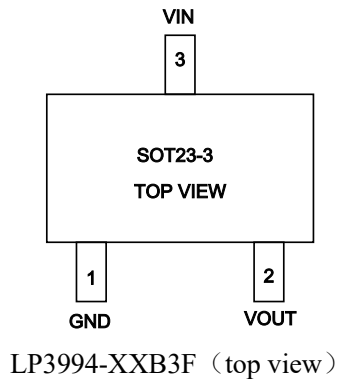 VIN
3
SOT23-3
TOP VIEW
1 2
GND VOUT
LP3994-XXB3F（top view）